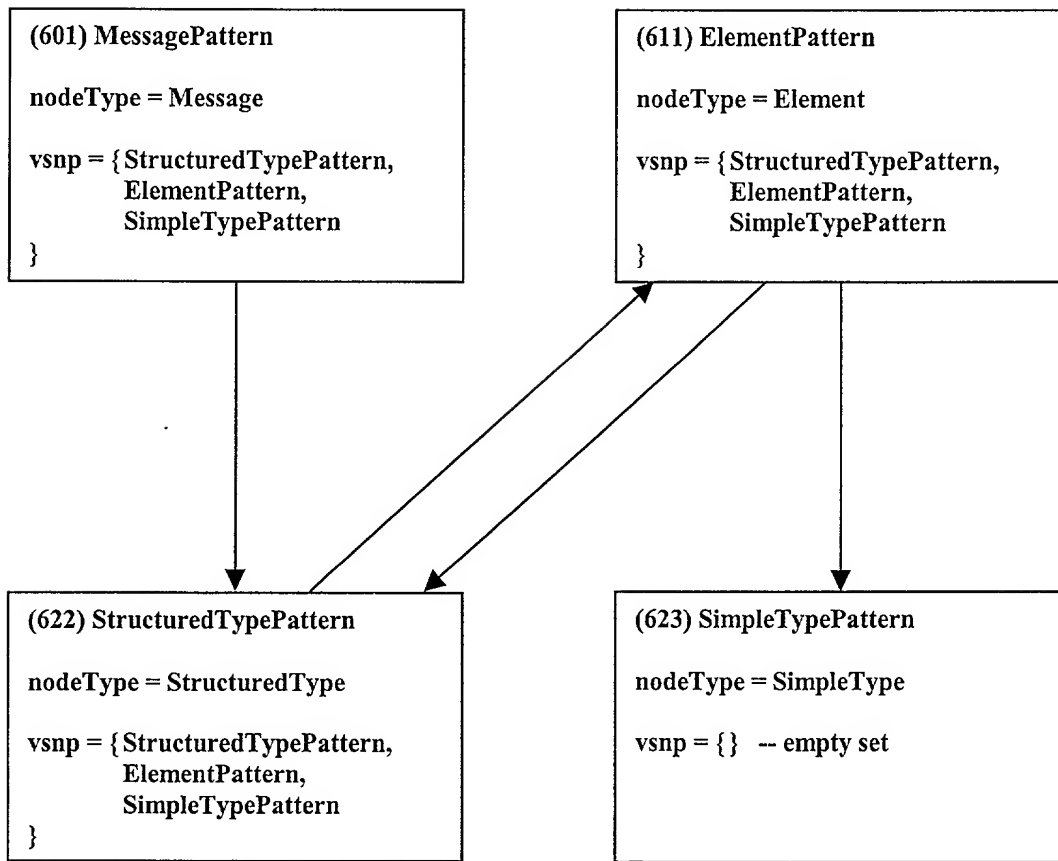 (601) MessagePattern
nodeType = Message
vsnp = { StructuredTypePattern,
ElementPattern,
SimpleTypePattern
}
(611) ElementPattern
nodeType = Element
vsnp = { StructuredTypePattern,
ElementPattern,
SimpleTypePattern
}
(622) StructuredTypePattern
nodeType = StructuredType
vsnp = { StructuredTypePattern,
ElementPattern,
SimpleTypePattern
}
(623) SimpleTypePattern
nodeType = SimpleType
vsnp = {} -- empty set